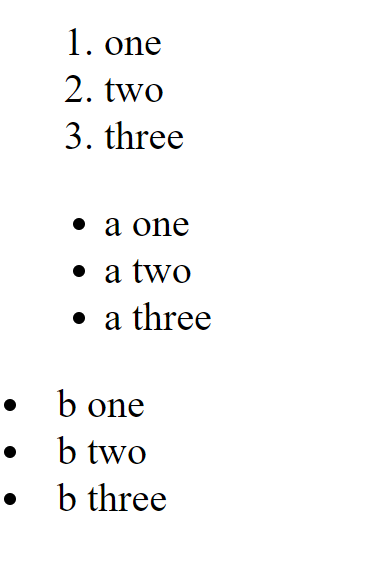 1. one
2. two
3. three
• a one
• a two
• a three
• b one
• b two
• b three